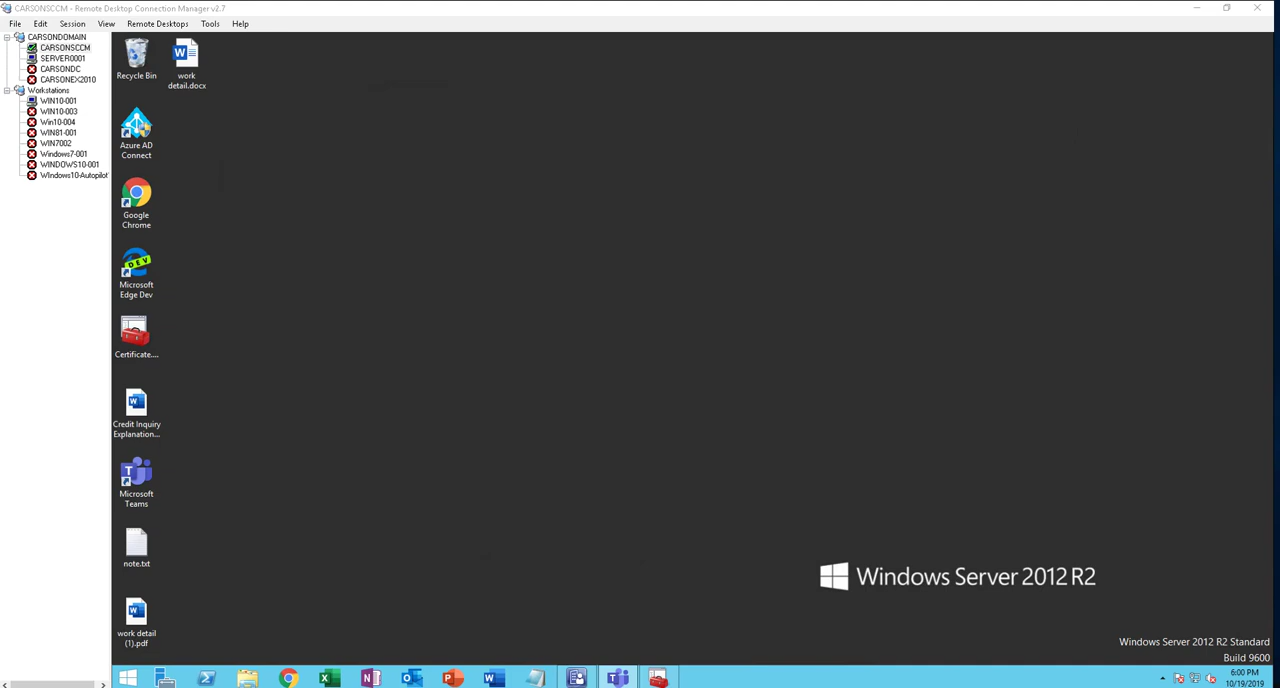 CARSONSCCM - Remote Desktop Connection Manager v2.7
File Edit Session View Remote Desktops Tools Help
CARSONDOMAIN
CARSONSCCM
SERVER0001
CARSONDC
CARSONEX2010
Workstations
WIN10-001
WIN10-003
Win10-004
WIN81-001
WIN7002
Windows7-001
WINDOWS10-001
WIndows10-Autopilot
Recycle Bin
work
detail.docx
Azure AD
Connect
Google
Chrome
DEV
Microsoft
Edge Dev
Certificate....
Credit Inquiry
Explanation...
Microsoft
Teams
note.txt
work detail
(1).pdf
Windows Server 2012 R2
Windows Server 2012 R2 Standard
Build 9600
6:00 PM
10/19/2019